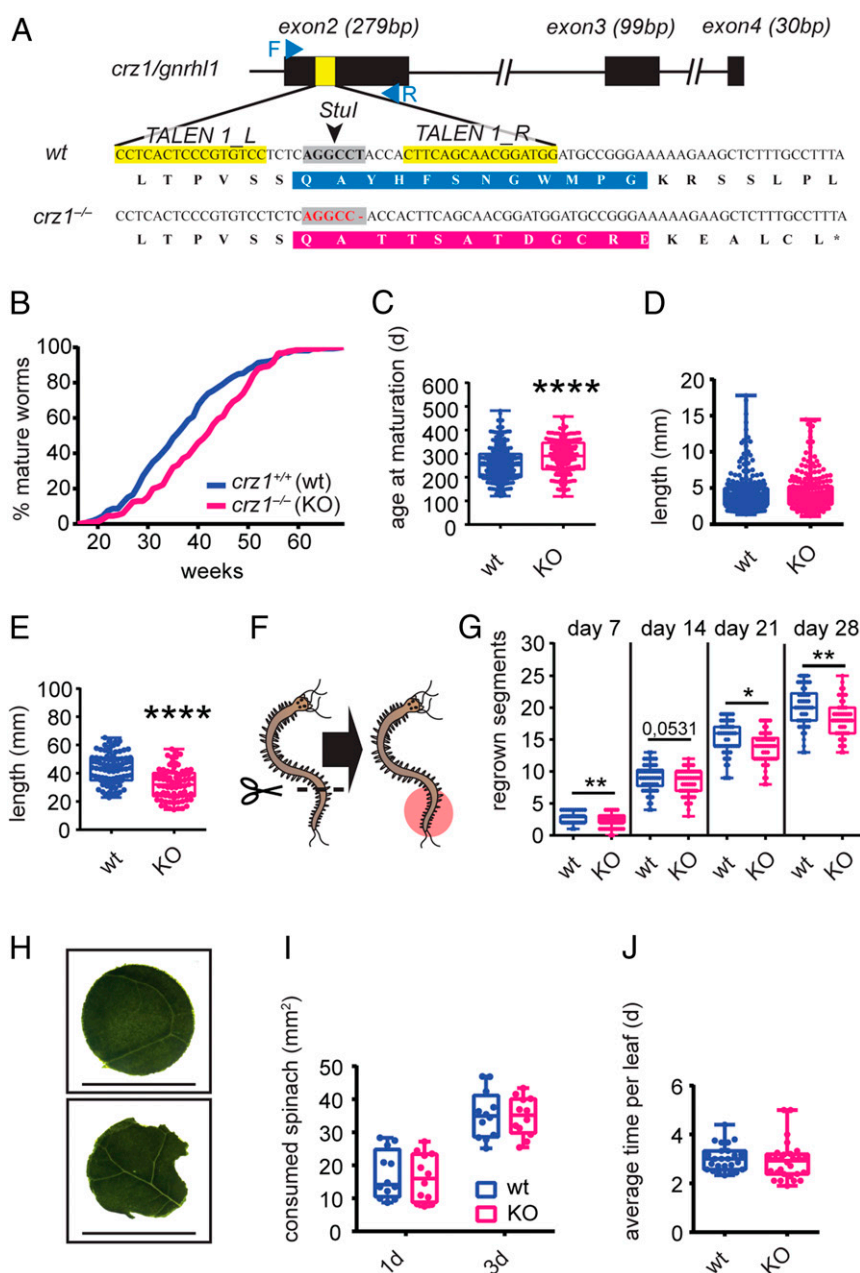 A
exon2 (279bp)
exon3 (99bp)
exon4 (30bp)
F
crz1/gnrhl1
R
StuI
TALEN 1_L
TALEN 1_R
wt
CCTCACTCCCGTGTCCTCTCAGGCCTACCACTTCAGCAACGGATGGATGCCGGGAAAAAGAAGCTCTTTGCCTTTA
L T P V S S Q A Y H F S N G W M P G K R S S L P L
crz1–/–
CCTCACTCCCGTGTCCTCTCAGGCC-ACCACTTCAGCAACGGATGGATGCCGGGAAAAAGAAGCTCTTTGCCTTTA
L T P V S S Q A T T S A T D G C R E K E A L C L *
B
% mature worms
100
80
60
40
20
0
20 40 60
weeks
crz1+/+ (wt)
crz1–/– (KO)
C
age at maturation (d)
600
500
400
300
200
100
0
****
wt KO
D
length (mm)
20
15
10
5
0
wt KO
E
length (mm)
100
80
60
40
20
0
****
wt KO
F
G
day 7 day 14 day 21 day 28
regrown segments
30
25
20
15
10
5
0
**
0,0531
*
**
wt KO wt KO wt KO wt KO
H
I
consumed spinach (mm²)
50
40
30
20
10
0
wt
KO
1d 3d
J
average time per leaf (d)
6
4
2
0
wt KO